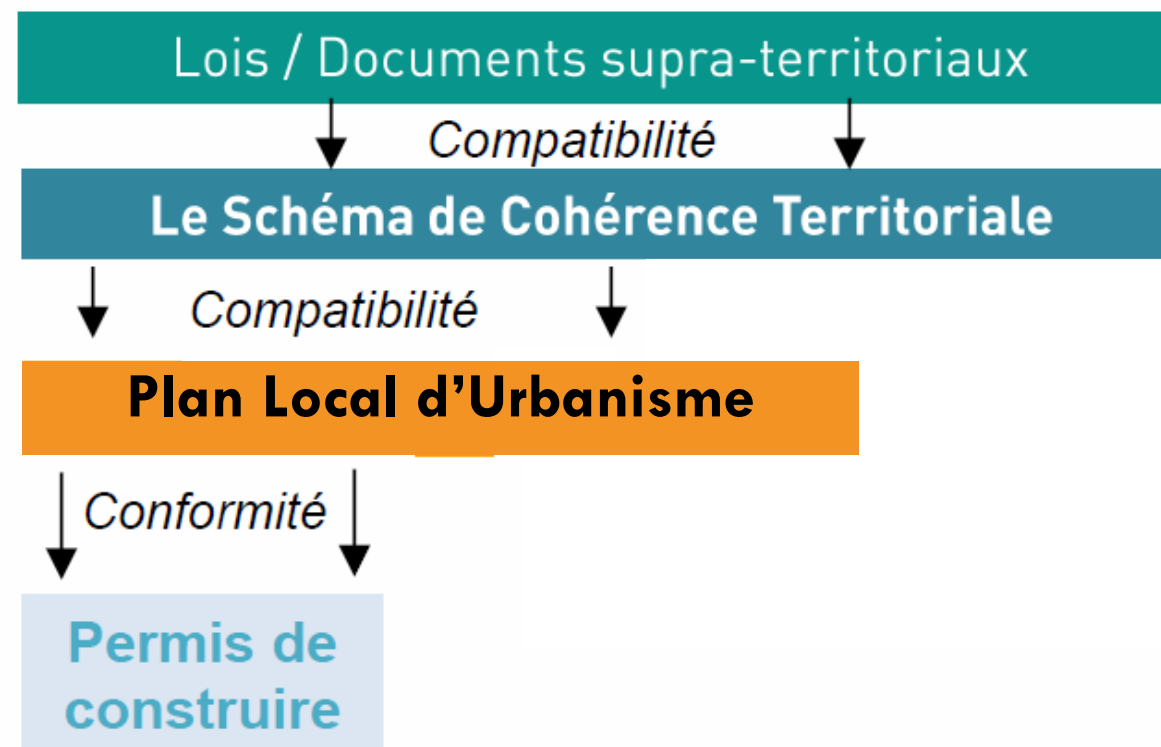 Lois / Documents supra-territoriaux
Compatibilité
Le Schéma de Cohérence Territoriale
Compatibilité
Plan Local d’Urbanisme
Conformité
Permis de
construire